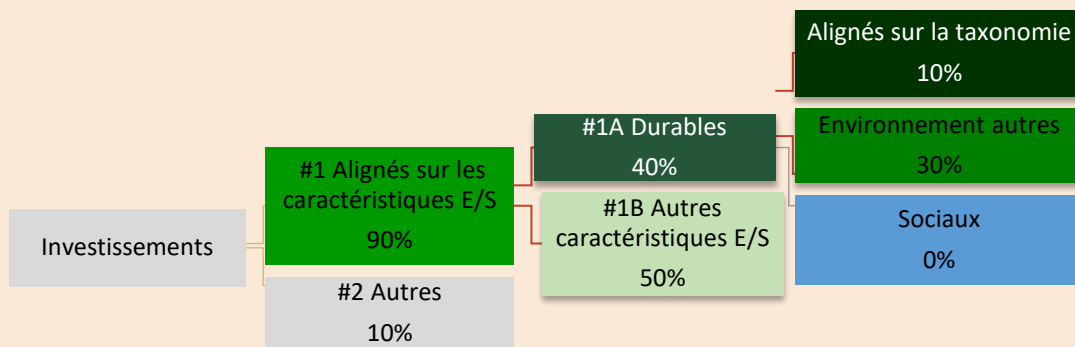 Investissements
#1 Alignés sur les
caractéristiques E/S
90%
#2 Autres
10%
#1A Durables
40%
#1B Autres
caractéristiques E/S
50%
Alignés sur la taxonomie
10%
Environnement autres
30%
Sociaux
0%